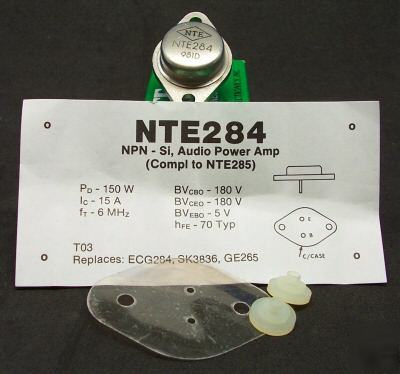 NTE
NTE284
981D
NTE284
NPN - Si, Audio Power Amp
(Compl to NTE285)
PD - 150 W
IC - 15 A
fT - 6 MHz
BVCBO - 180 V
BVCEO - 180 V
BVEBO - 5 V
hFE - 70 Typ
E
B
C/CASE
T03
Replaces: ECG284, SK3836, GE265